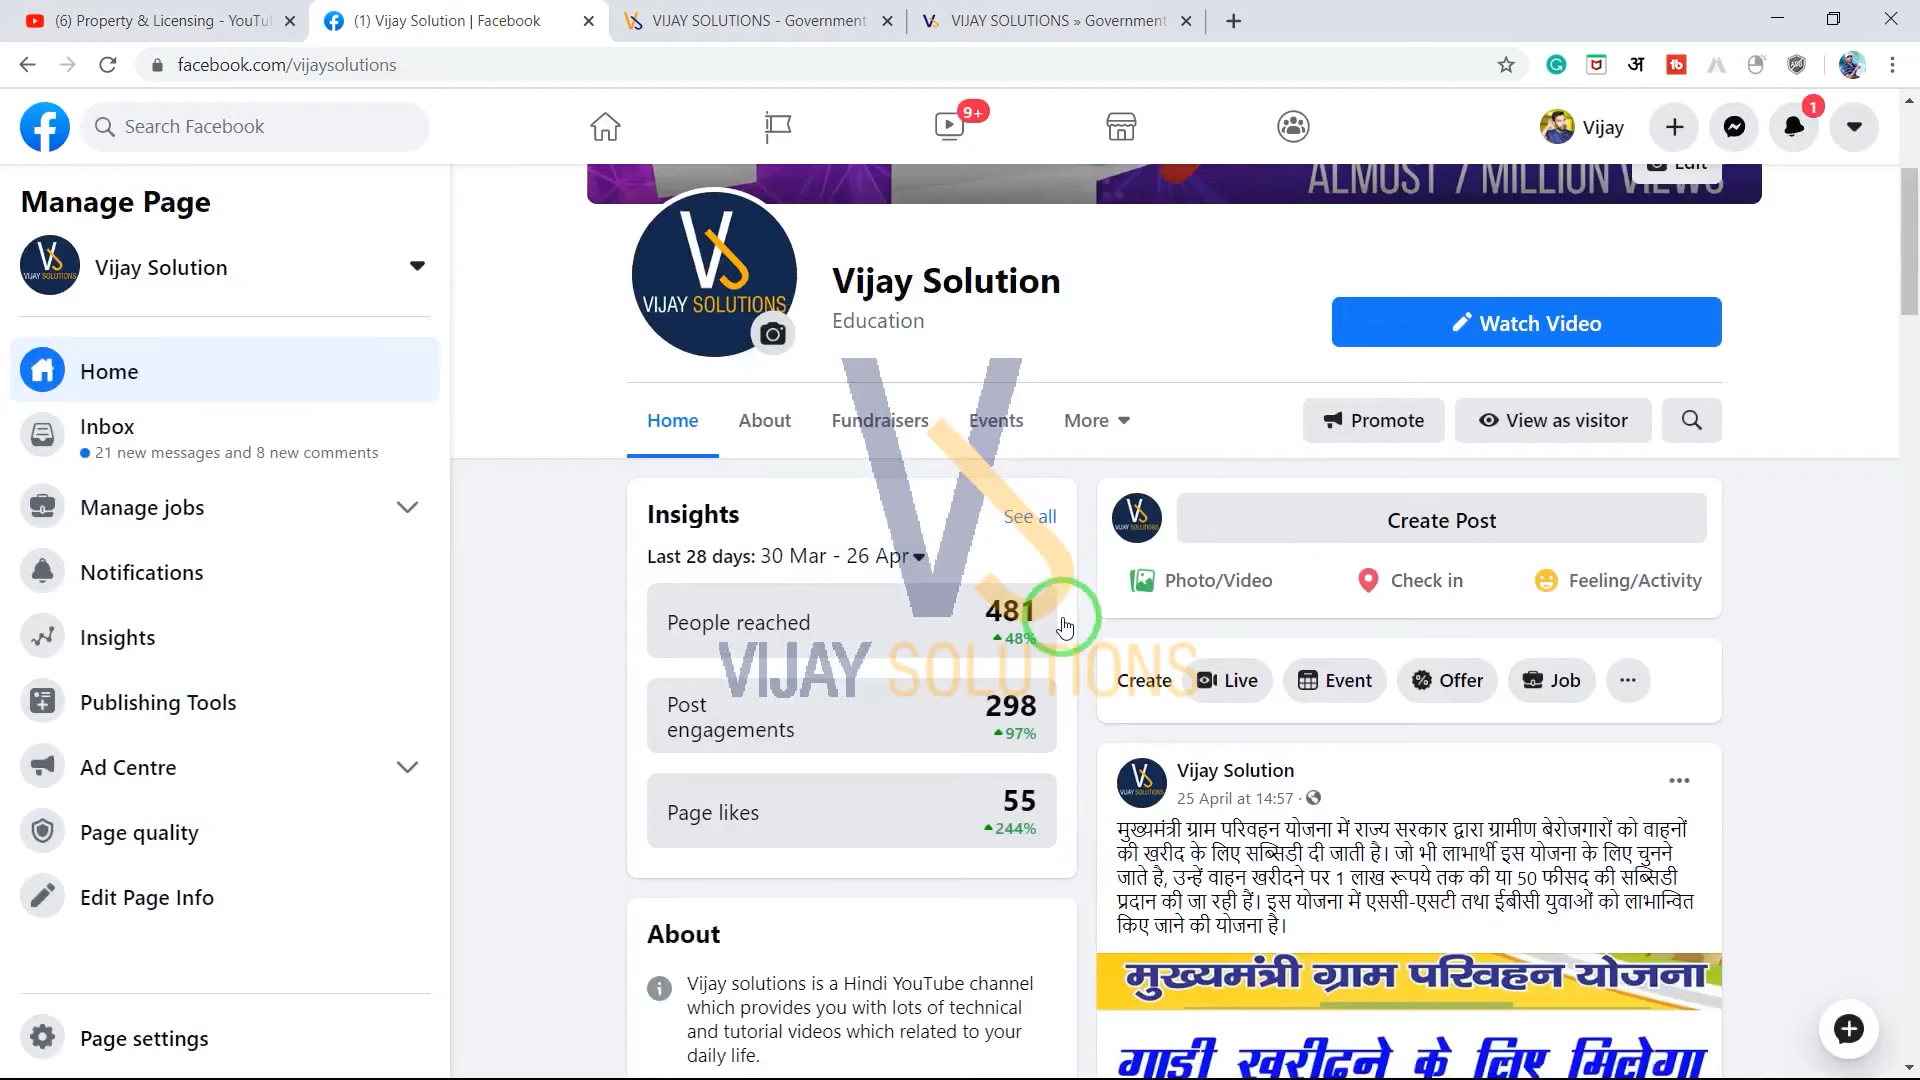 (6) Property & Licensing - YouTu
(1) Vijay Solution | Facebook
VIJAY SOLUTIONS - Government
VIJAY SOLUTIONS » Government
facebook.com/vijaysolutions
Search Facebook
9+
Vijay
1
Manage Page
Vijay Solution
Home
Inbox
21 new messages and 8 new comments
Manage jobs
Notifications
Insights
Publishing Tools
Ad Centre
Page quality
Edit Page Info
Page settings
ALMOST 7 MILLION VIEWS
Edit
VIJAY SOLUTIONS
Vijay Solution
Education
Watch Video
Home
About
Fundraisers
Events
More
Promote
View as visitor
Insights
See all
Last 28 days: 30 Mar - 26 Apr
People reached
481
48%
Post
engagements
298
97%
Page likes
55
244%
VIJAY SOLUTIONS
About
Vijay solutions is a Hindi YouTube channel
which provides you with lots of technical
and tutorial videos which related to your
daily life.
Create Post
Photo/Video
Check in
Feeling/Activity
Create
Live
Event
Offer
Job
Vijay Solution
25 April at 14:57
मुख्यमंत्री ग्राम परिवहन योजना में राज्य सरकार द्वारा ग्रामीण बेरोजगारों को वाहनों
की खरीद के लिए सब्सिडी दी जाती है। जो भी लाभार्थी इस योजना के लिए चुनने
जाते है, उन्हें वाहन खरीदने पर 1 लाख रूपये तक की या 50 फीसद की सब्सिडी
प्रदान की जा रही हैं। इस योजना में एससी-एसटी तथा ईबीसी युवाओं को लाभान्वित
किए जाने की योजना है।
मुख्यमंत्री ग्राम परिवहन योजना
गाडी खरीदने के लिए मिलेगा